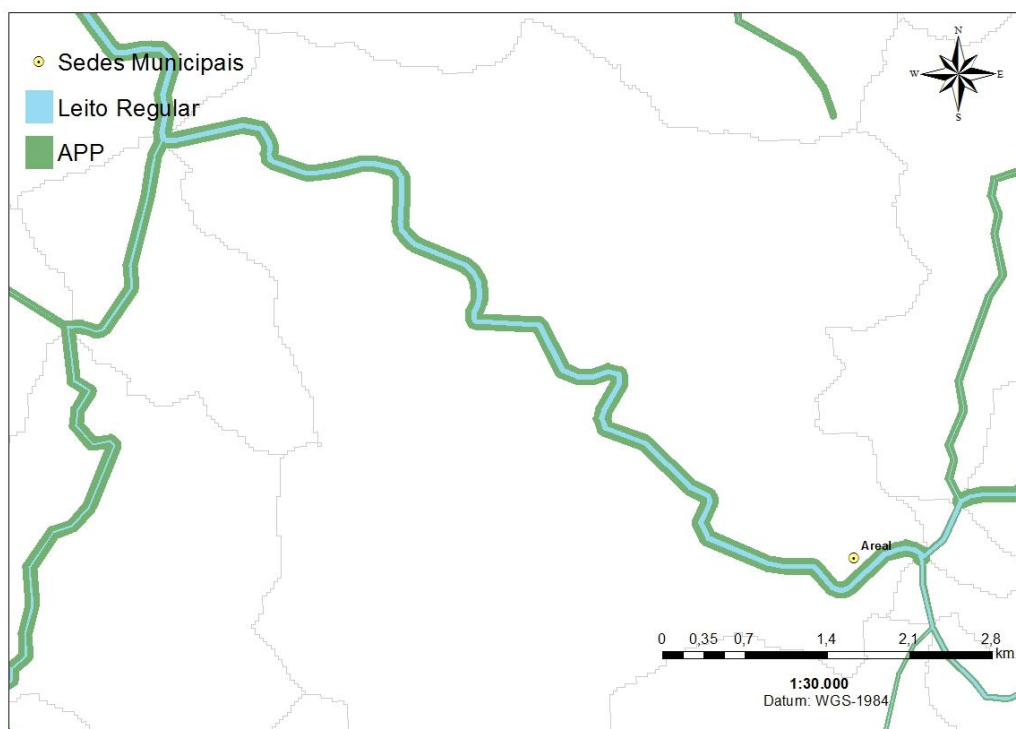 Sedes Municipais
Leito Regular
APP
N
W
E
S
Areal
0 0,35 0,7 1,4 2,1 2,8
km
1:30.000
Datum: WGS-1984